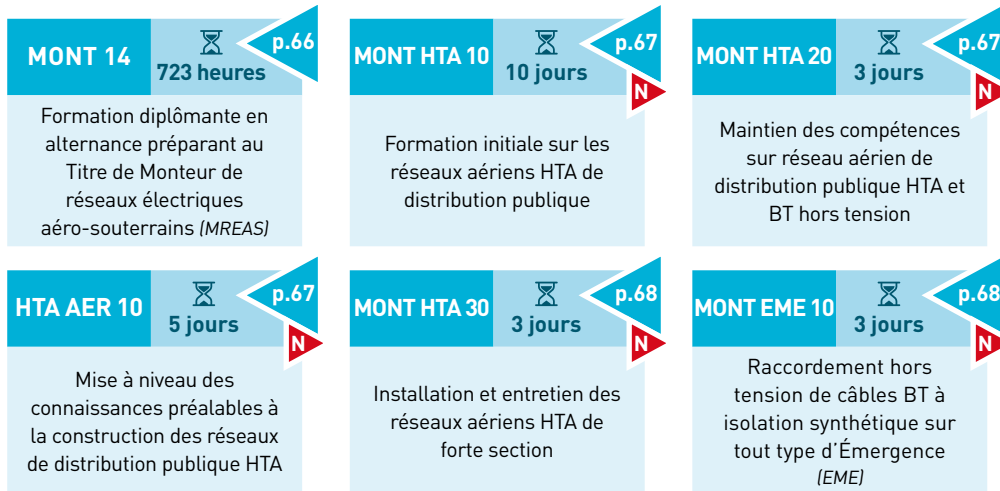 MONT 14
723 heures
p.66
Formation diplômante en
alternance préparant au
Titre de Monteur de
réseaux électriques
aéro-souterrains (MREAS)
MONT HTA 10
10 jours
p.67
N
Formation initiale sur les
réseaux aériens HTA de
distribution publique
MONT HTA 20
3 jours
p.67
N
Maintien des compétences
sur réseau aérien de
distribution publique HTA et
BT hors tension
HTA AER 10
5 jours
p.67
N
Mise à niveau des
connaissances préalables à
la construction des réseaux
de distribution publique HTA
MONT HTA 30
3 jours
p.68
N
Installation et entretien des
réseaux aériens HTA de
forte section
MONT EME 10
3 jours
p.68
N
Raccordement hors
tension de câbles BT à
isolation synthétique sur
tout type d'Émergence
(EME)